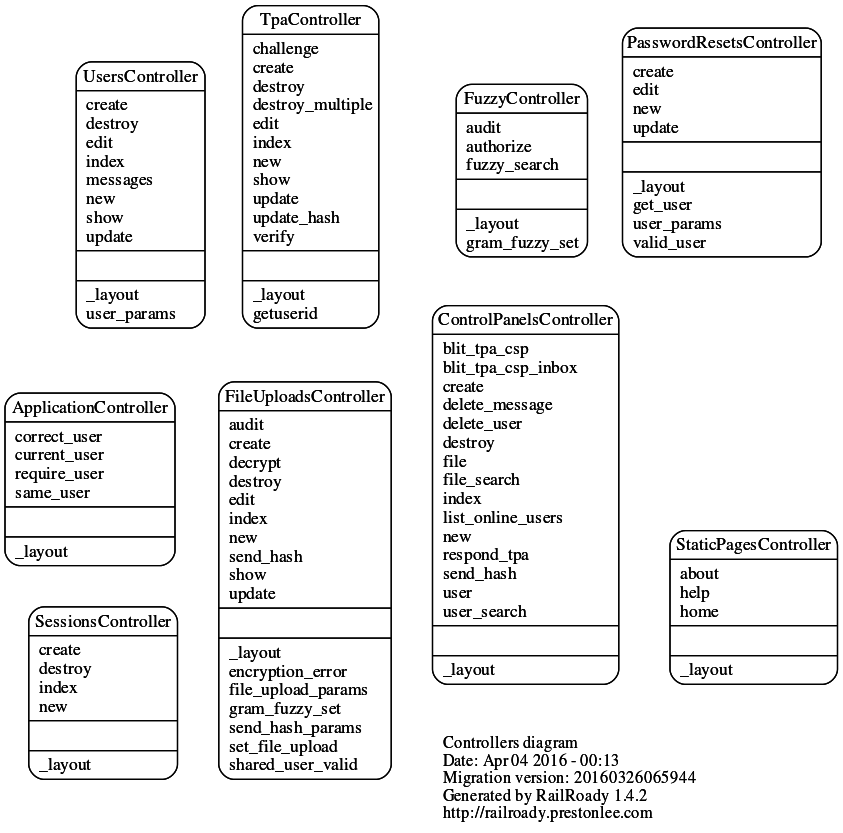 UsersController
create
destroy
edit
index
messages
new
show
update
_layout
user_params
TpaController
challenge
create
destroy
destroy_multiple
edit
index
new
show
update
update_hash
verify
_layout
getuserid
FuzzyController
audit
authorize
fuzzy_search
_layout
gram_fuzzy_set
PasswordResetsController
create
edit
new
update
_layout
get_user
user_params
valid_user
ApplicationController
correct_user
current_user
require_user
same_user
_layout
FileUploadsController
audit
create
decrypt
destroy
edit
index
new
send_hash
show
update
_layout
encryption_error
file_upload_params
gram_fuzzy_set
send_hash_params
set_file_upload
shared_user_valid
ControlPanelsController
blit_tpa_csp
blit_tpa_csp_inbox
create
delete_message
delete_user
destroy
file
file_search
index
list_online_users
new
respond_tpa
send_hash
user
user_search
_layout
StaticPagesController
about
help
home
_layout
SessionsController
create
destroy
index
new
_layout
Controllers diagram
Date: Apr 04 2016 - 00:13
Migration version: 20160326065944
Generated by RailRoady 1.4.2
http://railroady.prestonlee.com